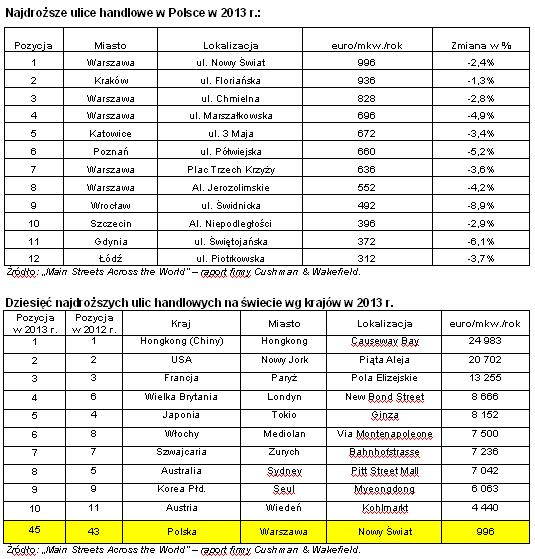 Najdroższe ulice handlowe w Polsce w 2013 r.:
Pozycja Miasto Lokalizacja euro/mkw./rok Zmiana w %
1 Warszawa ul. Nowy Świat 996 -2,4%
2 Kraków ul. Floriańska 936 -1,3%
3 Warszawa ul. Chmielna 828 -2,8%
4 Warszawa ul. Marszałkowska 696 -4,9%
5 Katowice ul. 3 Maja 672 -3,4%
6 Poznań ul. Półwiejska 660 -5,2%
7 Warszawa Plac Trzech Krzyży 636 -3,6%
8 Warszawa Al. Jerozolimskie 552 -4,2%
9 Wrocław ul. Świdnicka 492 -8,9%
10 Szczecin Al. Niepodległości 396 -2,9%
11 Gdynia ul. Świętojańska 372 -6,1%
12 Łódź ul. Piotrkowska 312 -3,7%
Źródło: „Main Streets Across the World” – raport firmy Cushman & Wakefield.
Dziesięć najdroższych ulic handlowych na świecie wg krajów w 2013 r.
Pozycja w 2013 r. Pozycja w 2012 r. Kraj Miasto Lokalizacja euro/mkw./rok
1 1 Hongkong (Chiny) Hongkong Causeway Bay 24 983
2 2 USA Nowy Jork Piąta Aleja 20 702
3 3 Francja Paryż Pola Elizejskie 13 255
4 6 Wielka Brytania Londyn New Bond Street 8 666
5 4 Japonia Tokio Ginza 8 152
6 8 Włochy Mediolan Via Montenapoleone 7 500
7 7 Szwajcaria Zurych Bahnhofstrasse 7 236
8 5 Australia Sydney Pitt Street Mall 7 042
9 9 Korea Płd. Seul Myeongdong 6 063
10 11 Austria Wiedeń Kohlmarkt 4 440
45 43 Polska Warszawa Nowy Świat 996
Źródło: „Main Streets Across the World” – raport firmy Cushman & Wakefield.